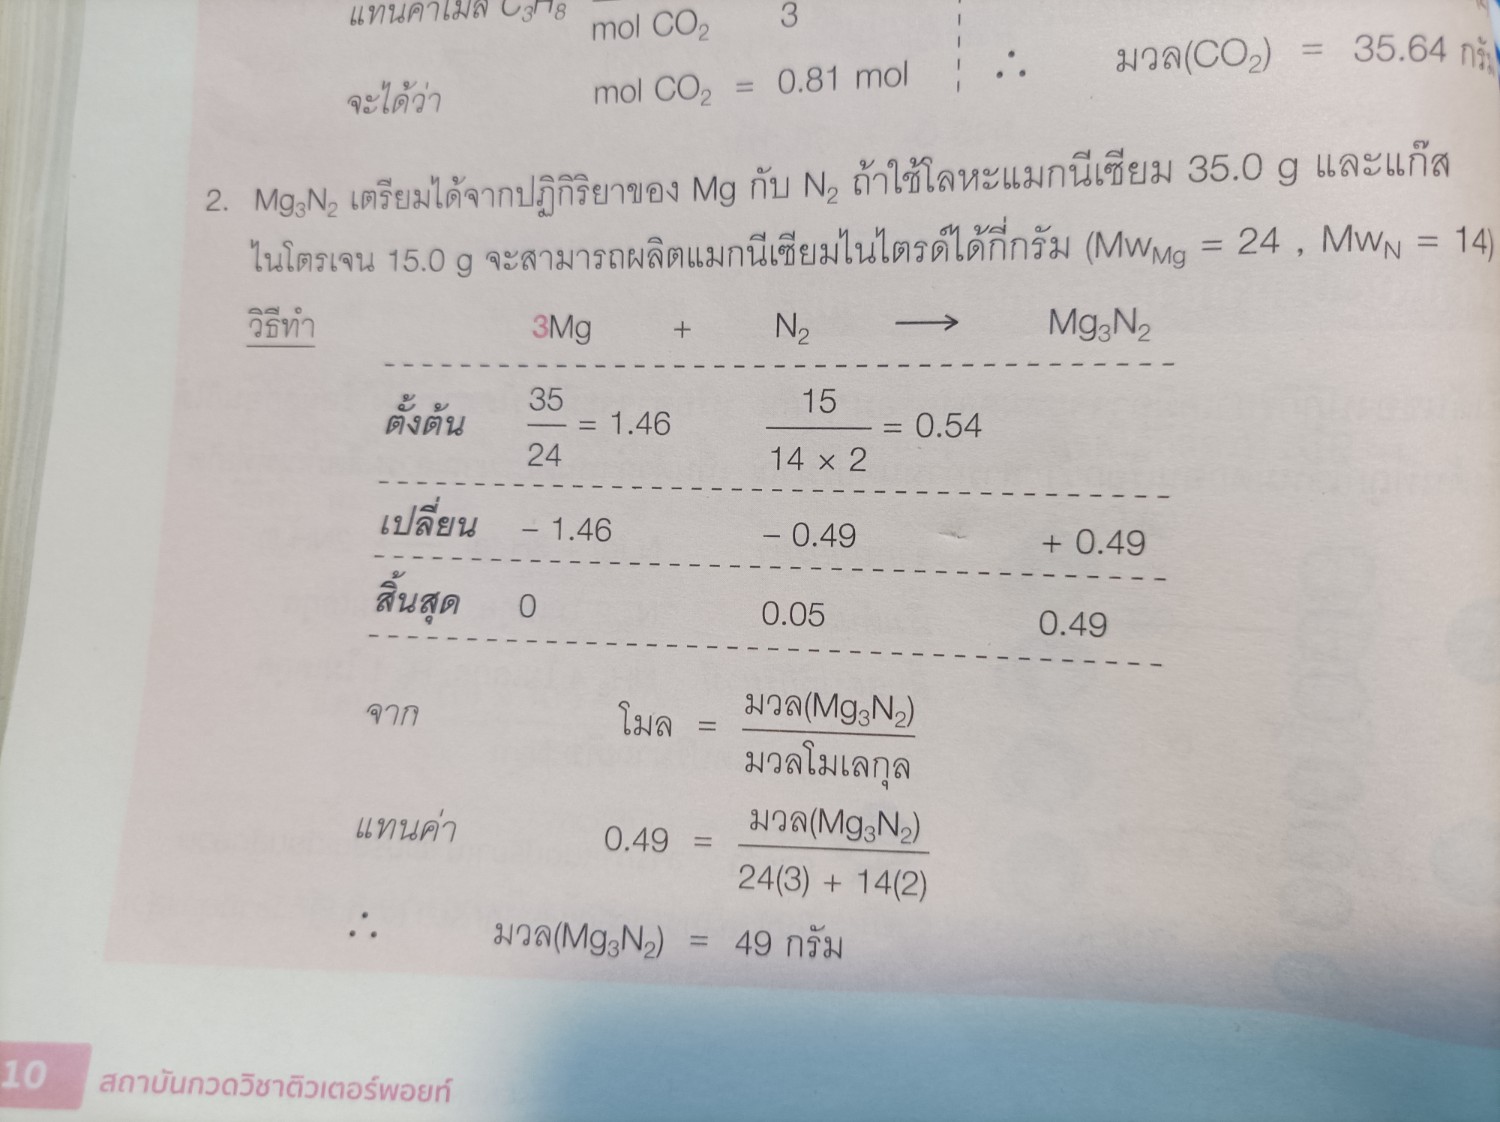 แทนค่าโมล C3H8
mol CO2 3
จะได้ว่า mol CO2 = 0.81 mol ∴ มวล(CO2) = 35.64 กรัม
2. Mg3N2 เตรียมได้จากปฏิกิริยาของ Mg กับ N2 ถ้าใช้โลหะแมกนีเซียม 35.0 g และแก๊ส
ไนโตรเจน 15.0 g จะสามารถผลิตแมกนีเซียมไนไตรด์ได้กี่กรัม (MwMg = 24 , MwN = 14)
วิธีทำ 3Mg + N2 → Mg3N2
35 15
ตั้งต้น = 1.46 = 0.54
24 14 × 2
เปลี่ยน – 1.46 – 0.49 + 0.49
สิ้นสุด 0 0.05 0.49
มวล(Mg3N2)
จาก โมล =
มวลโมเลกุล
มวล(Mg3N2)
แทนค่า 0.49 =
24(3) + 14(2)
∴ มวล(Mg3N2) = 49 กรัม
10 สถาบันกวดวิชาติวเตอร์พอยท์